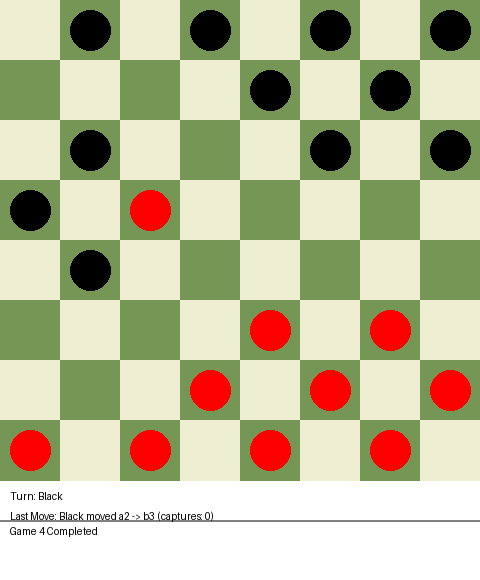 Turn: Black
Last Move: Black moved a2 -> b3 (captures: 0)
Game 4 Completed